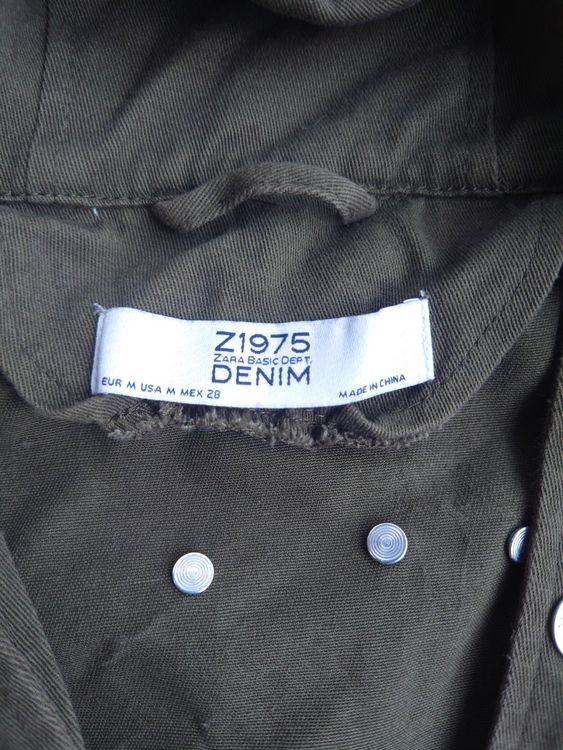 Z1975
ZARA BASIC DEPT.
DENIM
EUR M USA M MEX 28
MADE IN CHINA